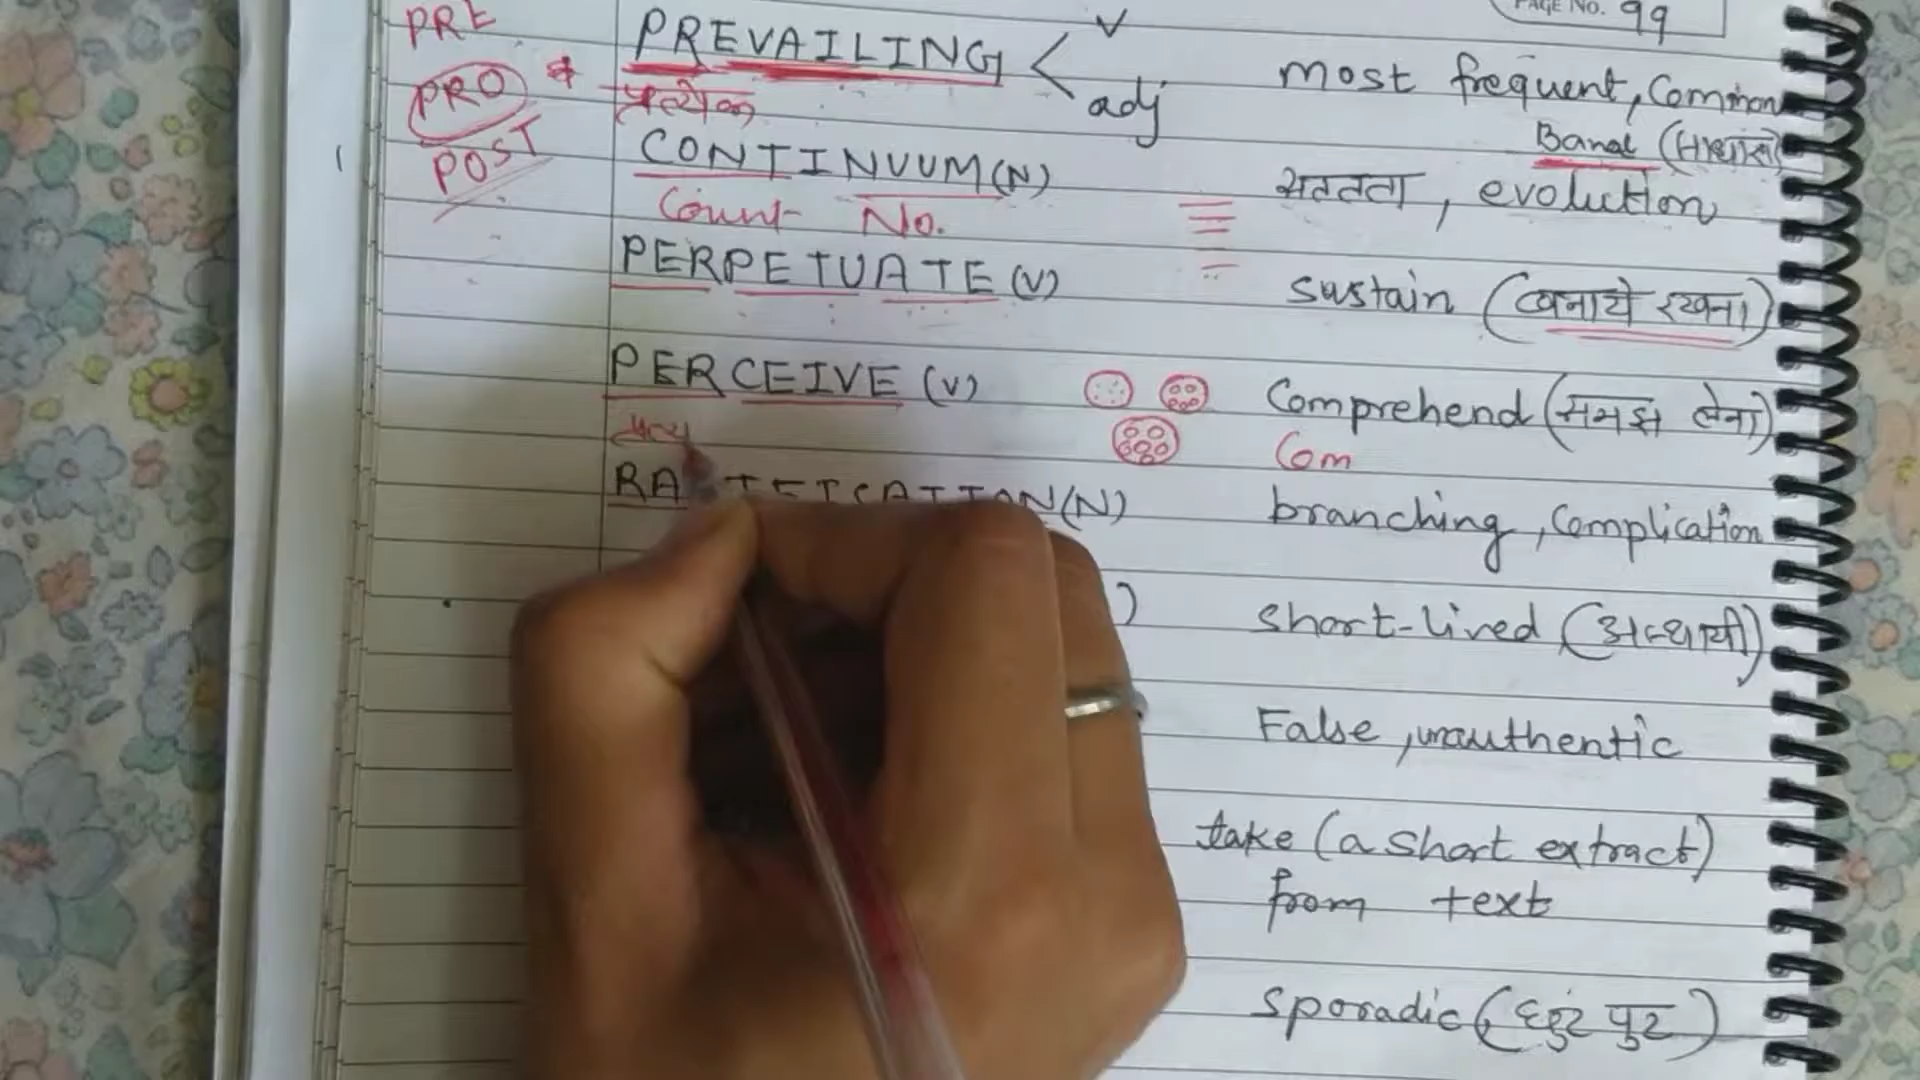 PRE PREVAILING V
PAGE NO. 99
PRO adj most frequent, Common
प्रत्येक
POST CONTINUUM(N) Banal
सततता, evolution
Count No.
PERPETUATE (V) sustain (बनाये रखना)
PERCEIVE (V) Comprehend (समझ लेना)
Com
RA (N) branching, Complication
) short-lived (अस्थायी)
False, unauthentic
take (a short extract)
from text
sporadic